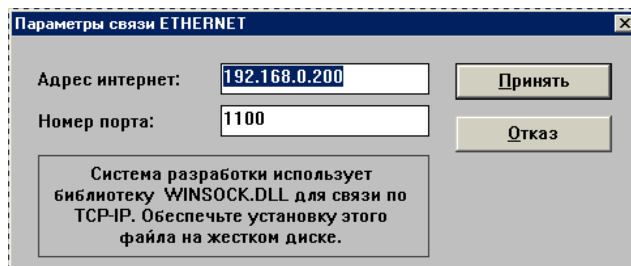 Параметры связи ETHERNET
Адрес интернет:
192.168.0.200
Принять
Номер порта:
1100
Отказ
Система разработки использует
библиотеку WINSOCK.DLL для связи по
TCP-IP. Обеспечьте установку этого
файла на жестком диске.